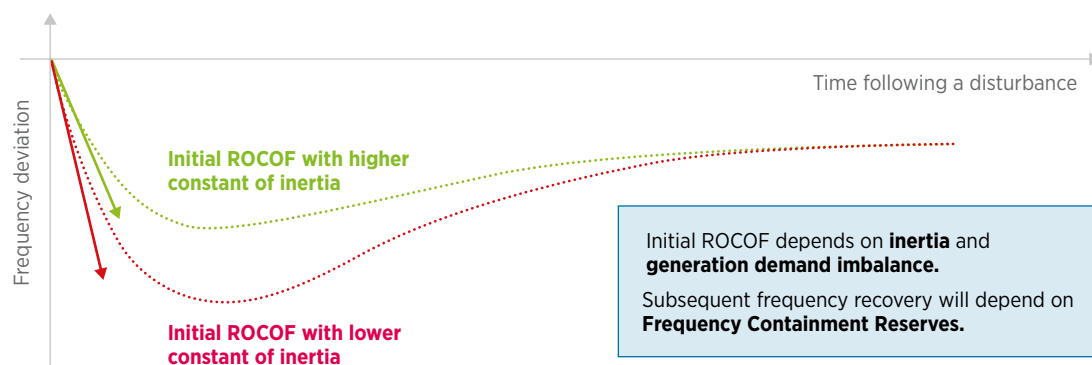 Time following a disturbance
Frequency deviation
Initial ROCOF with higher
constant of inertia
Initial ROCOF depends on inertia and
generation demand imbalance.
Subsequent frequency recovery will depend on
Frequency Containment Reserves.
Initial ROCOF with lower
constant of inertia